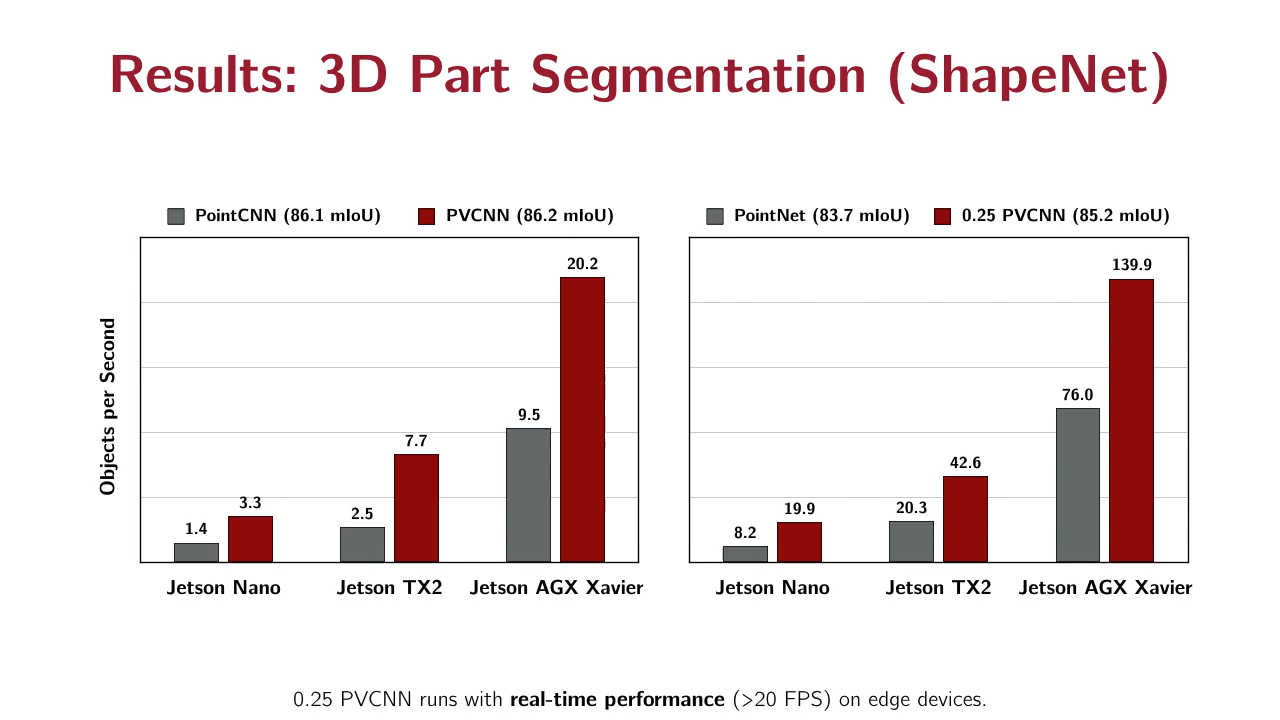 Results: 3D Part Segmentation (ShapeNet)
PointCNN (86.1 mIoU) PVCNN (86.2 mIoU)
Objects per Second
1.4
3.3
2.5
7.7
9.5
20.2
Jetson Nano Jetson TX2 Jetson AGX Xavier
PointNet (83.7 mIoU) 0.25 PVCNN (85.2 mIoU)
8.2
19.9
20.3
42.6
76.0
139.9
Jetson Nano Jetson TX2 Jetson AGX Xavier
0.25 PVCNN runs with real-time performance (>20 FPS) on edge devices.